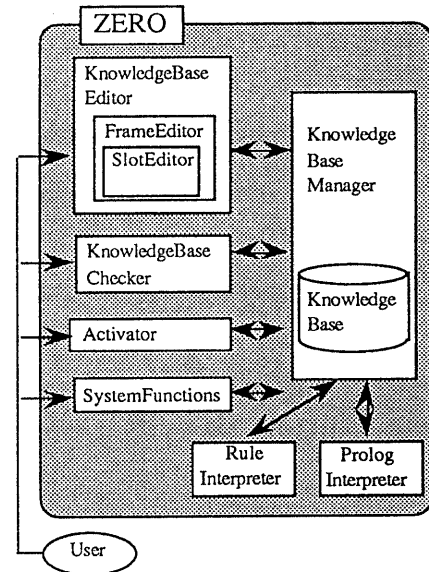 ZERO
KnowledgeBase
Editor
FrameEditor
SlotEditor
KnowledgeBase
Checker
Activator
SystemFunctions
Knowledge
Base
Manager
Knowledge
Base
Rule
Interpreter
Prolog
Interpreter
User